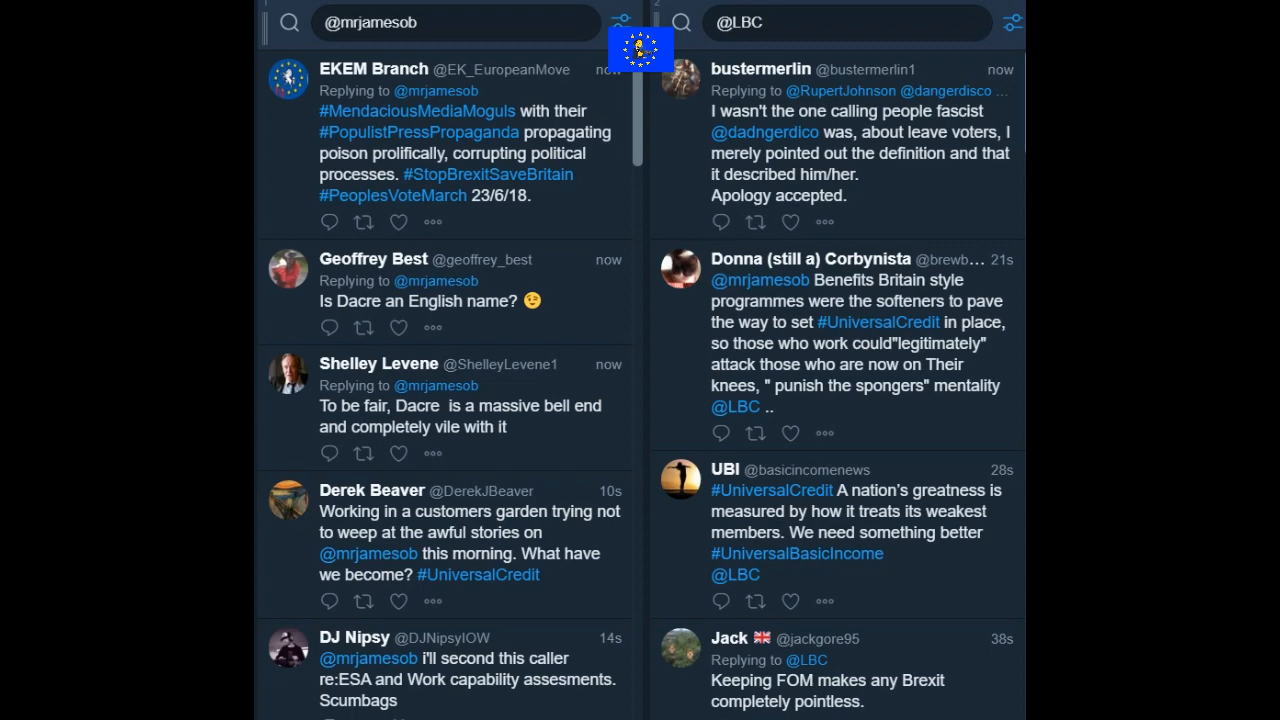 @mrjamesob
EKEM Branch @EK_EuropeanMove now
Replying to @mrjamesob
#MendaciousMediaMoguls with their
#PopulistPressPropaganda propagating
poison prolifically, corrupting political
processes. #StopBrexitSaveBritain
#PeoplesVoteMarch 23/6/18.
Geoffrey Best @geoffrey_best now
Replying to @mrjamesob
Is Dacre an English name? 😉
Shelley Levene @ShelleyLevene1 now
Replying to @mrjamesob
To be fair, Dacre is a massive bell end
and completely vile with it
Derek Beaver @DerekJBeaver 10s
Working in a customers garden trying not
to weep at the awful stories on
@mrjamesob this morning. What have
we become? #UniversalCredit
DJ Nipsy @DJNipsyIOW 14s
@mrjamesob i'll second this caller
re:ESA and Work capability assesments.
Scumbags
2
@LBC
bustermerlin @bustermerlin1 now
Replying to @RupertJohnson @dangerdisco ...
I wasn't the one calling people fascist
@dadngerdico was, about leave voters, I
merely pointed out the definition and that
it described him/her.
Apology accepted.
Donna (still a) Corbynista @brewb... 21s
@mrjamesob Benefits Britain style
programmes were the softeners to pave
the way to set #UniversalCredit in place,
so those who work could"legitimately"
attack those who are now on Their
knees, " punish the spongers" mentality
@LBC ..
UBI @basicincomenews 28s
#UniversalCredit A nation's greatness is
measured by how it treats its weakest
members. We need something better
#UniversalBasicIncome
@LBC
Jack 🇬🇧 @jackgore95 38s
Replying to @LBC
Keeping FOM makes any Brexit
completely pointless.